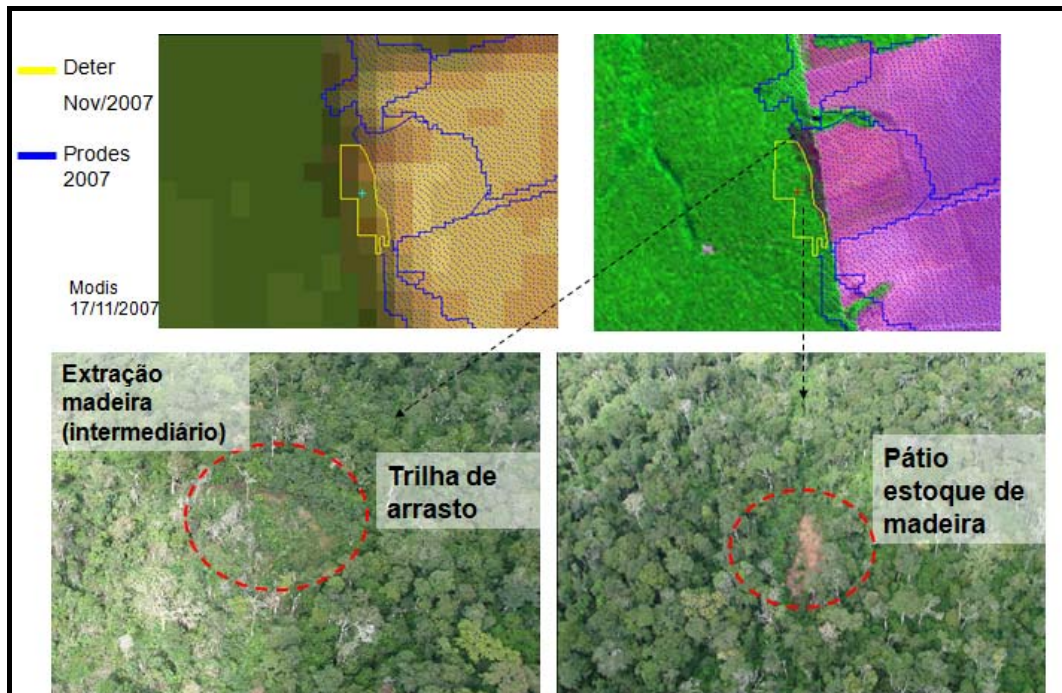 Deter
Nov/2007
Prodes
2007
Modis
17/11/2007
Extração
madeira
(intermediário)
Trilha de
arrasto
Pátio
estoque de
madeira